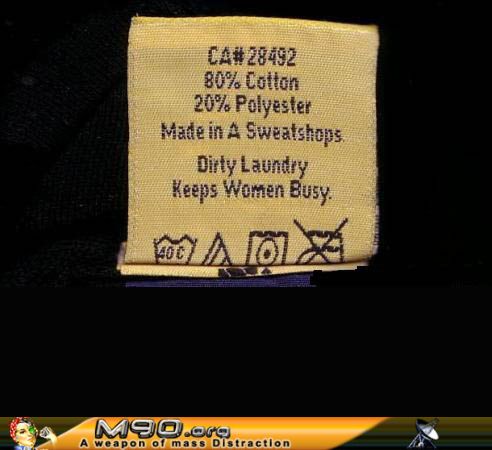 CA#28492
80% Cotton
20% Polyester
Made in A Sweatshops.
Dirty Laundry
Keeps Women Busy.
40 C
M90.org
A weapon of mass Distraction